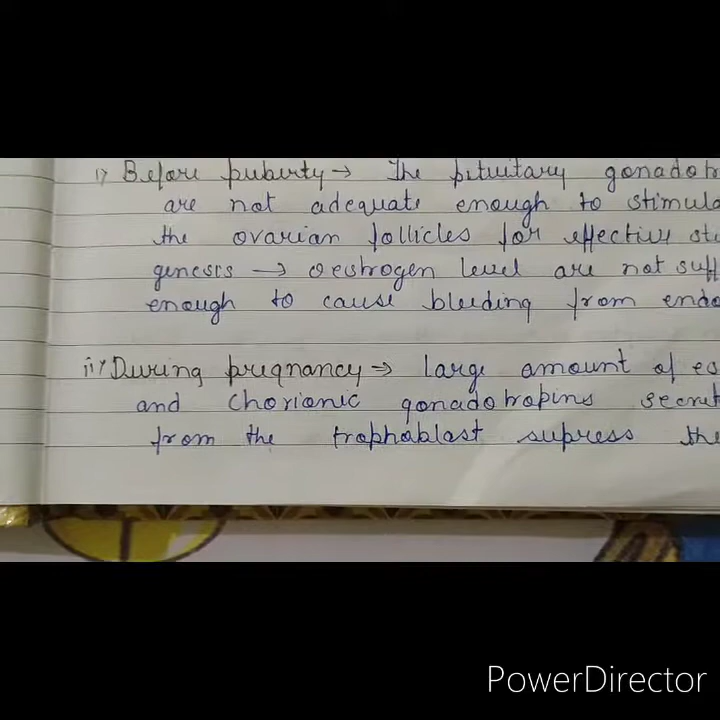 i) Before puberty → The pituitary gonadotr
are not adequate enough to stimula
the ovarian follicles for effective ste
genesis → oestrogen level are not suff
enough to cause bleeding from endo
ii) During pregnancy → large amount of es
and chorionic gonadotropins secret
from the trophoblast supress the
PowerDirector